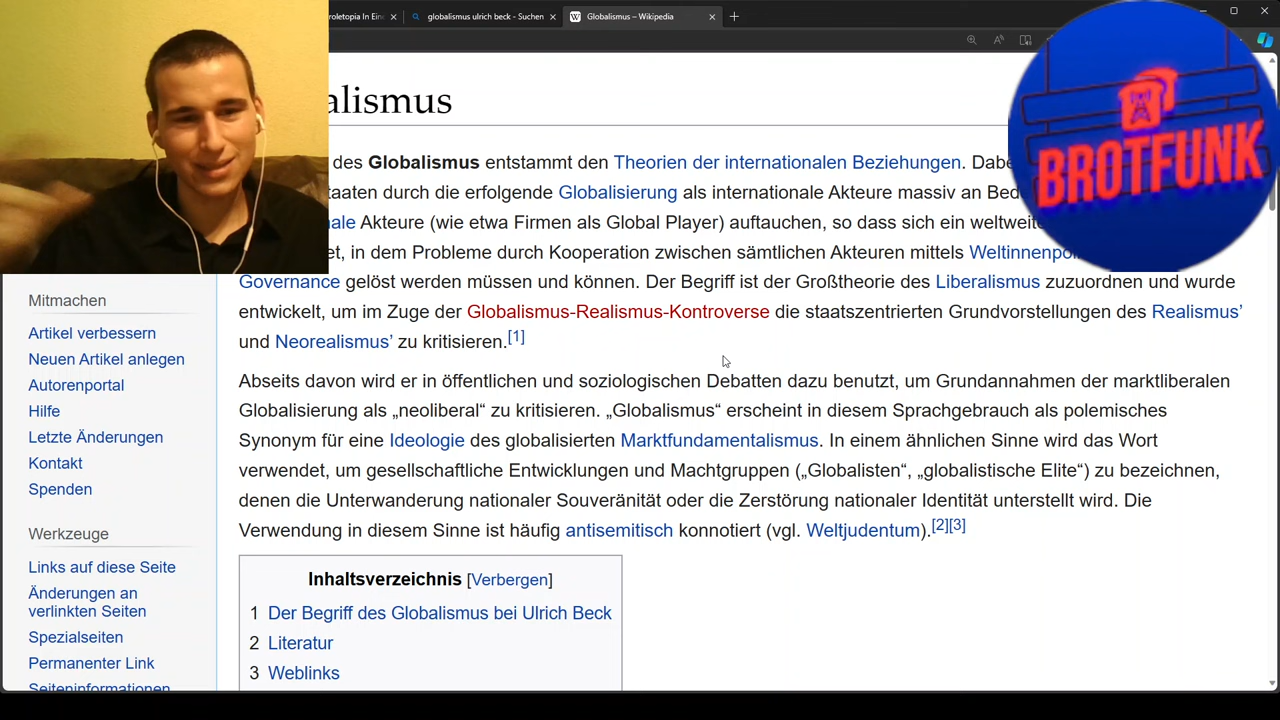 roletopia In Ein
globalismus ulrich beck - Suchen
Globalismus – Wikipedia
alismus
BROTFUNK
des Globalismus entstammt den Theorien der internationalen Beziehungen.
taaten durch die erfolgende Globalisierung als internationale Akteure massiv an
nale Akteure (wie etwa Firmen als Global Player) auftauchen, so dass sich ein
et, in dem Probleme durch Kooperation zwischen sämtlichen Akteuren mittels
Governance gelöst werden müssen und können. Der Begriff ist der Großtheorie des Liberalismus zuzuordnen und wurde
entwickelt, um im Zuge der Globalismus-Realismus-Kontroverse die staatszentrierten Grundvorstellungen des Realismus’
und Neorealismus’ zu kritisieren.[1]
Abseits davon wird er in öffentlichen und soziologischen Debatten dazu benutzt, um Grundannahmen der marktliberalen
Globalisierung als „neoliberal“ zu kritisieren. „Globalismus“ erscheint in diesem Sprachgebrauch als polemisches
Synonym für eine Ideologie des globalisierten Marktfundamentalismus. In einem ähnlichen Sinne wird das Wort
verwendet, um gesellschaftliche Entwicklungen und Machtgruppen („Globalisten“, „globalistische Elite“) zu bezeichnen,
denen die Unterwanderung nationaler Souveränität oder die Zerstörung nationaler Identität unterstellt wird. Die
Verwendung in diesem Sinne ist häufig antisemitisch konnotiert (vgl. Weltjudentum).[2][3]
Inhaltsverzeichnis [Verbergen]
1 Der Begriff des Globalismus bei Ulrich Beck
2 Literatur
3 Weblinks
Mitmachen
Artikel verbessern
Neuen Artikel anlegen
Autorenportal
Hilfe
Letzte Änderungen
Kontakt
Spenden
Werkzeuge
Links auf diese Seite
Änderungen an
verlinkten Seiten
Spezialseiten
Permanenter Link
Seiteninformationen